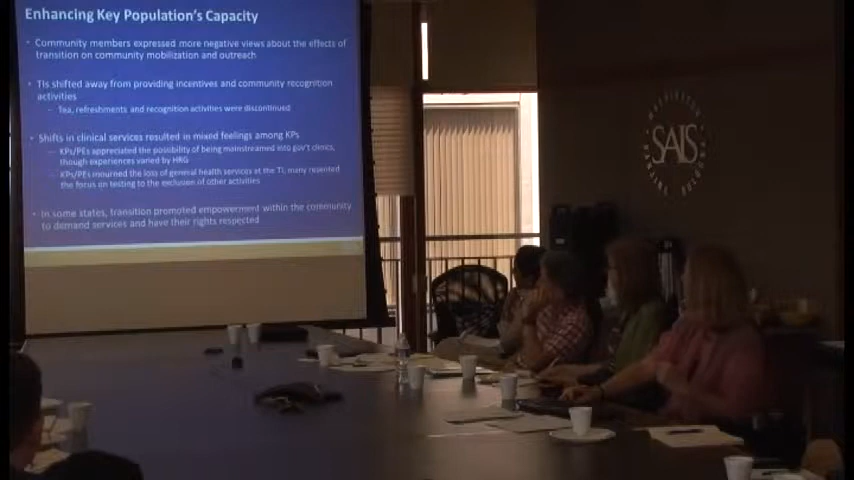 Enhancing Key Population's Capacity
• Community members expressed more negative views about the effects of
transition on community mobilization and outreach
• TIs shifted away from providing incentives and community recognition
activities
– Tea, refreshments and recognition activities were discontinued
• Shifts in clinical services resulted in mixed feelings among KPs
– KPs/PEs appreciated the possibility of being mainstreamed into gov't clinics,
though experiences varied by HRG
– KPs/PEs mourned the loss of general health services at the TI, many resented
the focus on testing to the exclusion of other activities
• In some states, transition promoted empowerment within the community
to demand services and have their rights respected
WASHINGTON
SAIS
BOLOGNA